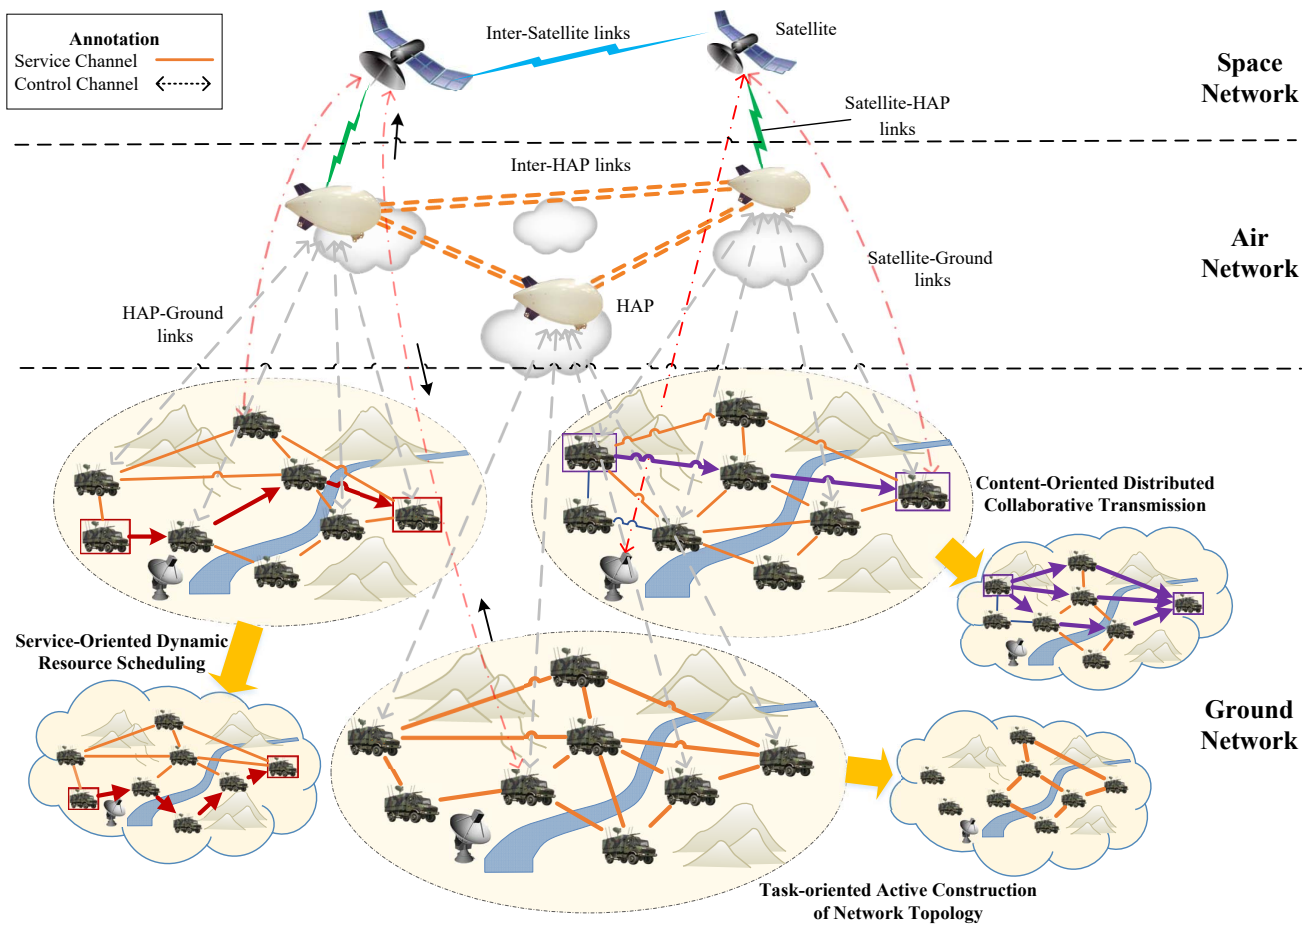 Annotation
Service Channel
Control Channel
Inter-Satellite links
Satellite
Space
Network
Satellite-HAP
links
Inter-HAP links
Air
Network
Satellite-Ground
links
HAP
HAP-Ground
links
Content-Oriented Distributed
Collaborative Transmission
Service-Oriented Dynamic
Resource Scheduling
Ground
Network
Task-oriented Active Construction
of Network Topology